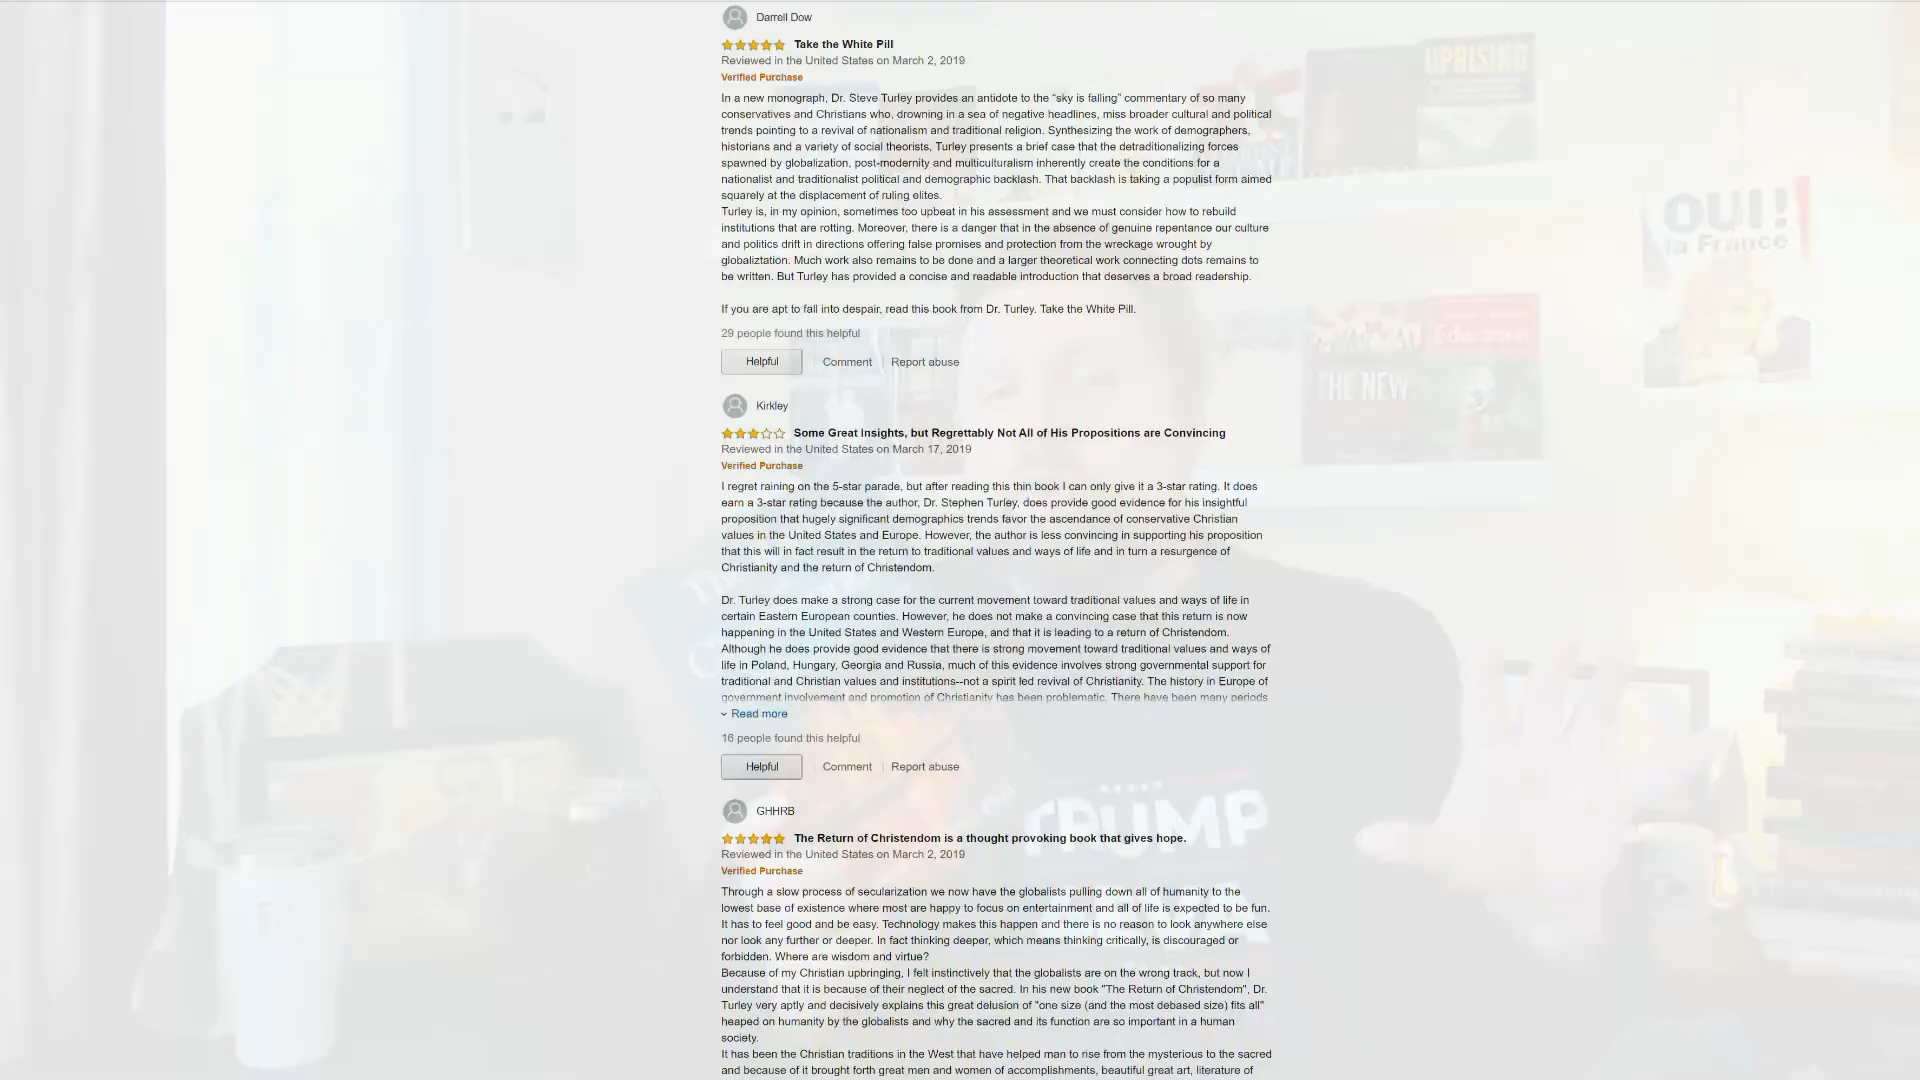 Darrell Dow
Take the White Pill
Reviewed in the United States on March 2, 2019
Verified Purchase
In a new monograph, Dr. Steve Turley provides an antidote to the “sky is falling” commentary of so many
conservatives and Christians who, drowning in a sea of negative headlines, miss broader cultural and political
trends pointing to a revival of nationalism and traditional religion. Synthesizing the work of demographers,
historians and a variety of social theorists, Turley presents a brief case that the detraditionalizing forces
spawned by globalization, post-modernity and multiculturalism inherently create the conditions for a
nationalist and traditionalist political and demographic backlash. That backlash is taking a populist form aimed
squarely at the displacement of ruling elites.
Turley is, in my opinion, sometimes too upbeat in his assessment and we must consider how to rebuild
institutions that are rotting. Moreover, there is a danger that in the absence of genuine repentance our culture
and politics drift in directions offering false promises and protection from the wreckage wrought by
globaliztation. Much work also remains to be done and a larger theoretical work connecting dots remains to
be written. But Turley has provided a concise and readable introduction that deserves a broad readership.
If you are apt to fall into despair, read this book from Dr. Turley. Take the White Pill.
29 people found this helpful
Helpful | Comment | Report abuse
Kirkley
Some Great Insights, but Regrettably Not All of His Propositions are Convincing
Reviewed in the United States on March 17, 2019
Verified Purchase
I regret raining on the 5-star parade, but after reading this thin book I can only give it a 3-star rating. It does
earn a 3-star rating because the author, Dr. Stephen Turley, does provide good evidence for his insightful
proposition that hugely significant demographics trends favor the ascendance of conservative Christian
values in the United States and Europe. However, the author is less convincing in supporting his proposition
that this will in fact result in the return to traditional values and ways of life and in turn a resurgence of
Christianity and the return of Christendom.
Dr. Turley does make a strong case for the current movement toward traditional values and ways of life in
certain Eastern European counties. However, he does not make a convincing case that this return is now
happening in the United States and Western Europe, and that it is leading to a return of Christendom.
Although he does provide good evidence that there is strong movement toward traditional values and ways of
life in Poland, Hungary, Georgia and Russia, much of this evidence involves strong governmental support for
traditional and Christian values and institutions--not a spirit led revival of Christianity. The history in Europe of
government involvement and promotion of Christianity has been problematic. There have been many periods
Read more
16 people found this helpful
Helpful | Comment | Report abuse
GHHRB
The Return of Christendom is a thought provoking book that gives hope.
Reviewed in the United States on March 2, 2019
Verified Purchase
Through a slow process of secularization we now have the globalists pulling down all of humanity to the
lowest base of existence where most are happy to focus on entertainment and all of life is expected to be fun.
It has to feel good and be easy. Technology makes this happen and there is no reason to look anywhere else
nor look any further or deeper. In fact thinking deeper, which means thinking critically, is discouraged or
forbidden. Where are wisdom and virtue?
Because of my Christian upbringing, I felt instinctively that the globalists are on the wrong track, but now I
understand that it is because of their neglect of the sacred. In his new book "The Return of Christendom", Dr.
Turley very aptly and decisively explains this great delusion of "one size (and the most debased size) fits all"
heaped on humanity by the globalists and why the sacred and its function are so important in a human
society.
It has been the Christian traditions in the West that have helped man to rise from the mysterious to the sacred
and because of it brought forth great men and women of accomplishments, beautiful great art, literature of
UPRISING
OUI!
la France
THE NEW
TRUMP